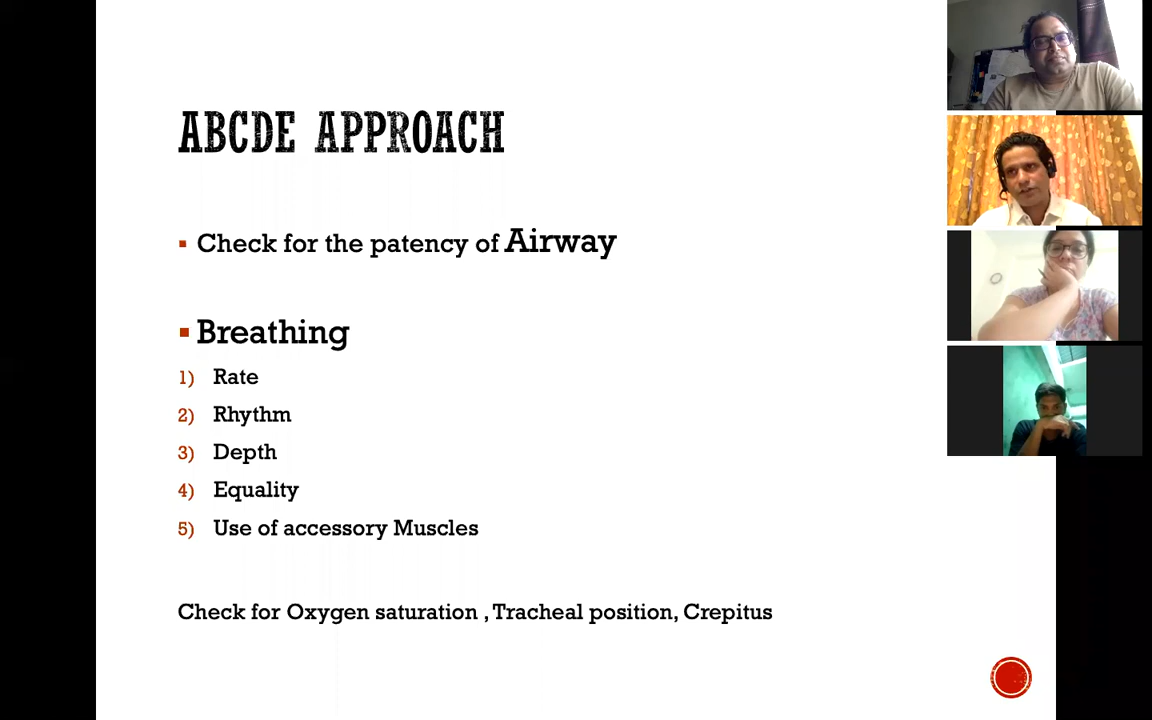 ABCDE APPROACH
▪ Check for the patency of Airway
▪ Breathing
1) Rate
2) Rhythm
3) Depth
4) Equality
5) Use of accessory Muscles
Check for Oxygen saturation , Tracheal position, Crepitus